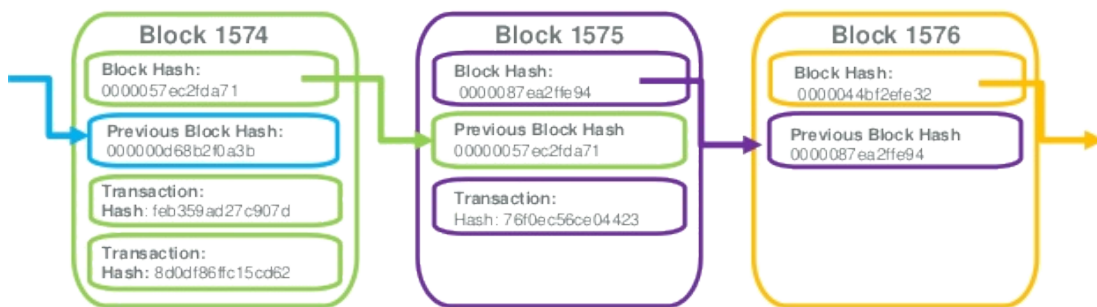 Block 1574
Block Hash:
0000057ec2fda71
Previous Block Hash:
000000d68b2f0a3b
Transaction:
Hash: feb359ad27c907d
Transaction:
Hash: 8d0df86ffc15cd62
Block 1575
Block Hash:
0000087ea2ffe94
Previous Block Hash
00000057ec2fda71
Transaction:
Hash: 76f0ec56ce04423
Block 1576
Block Hash:
0000044bf2efe32
Previous Block Hash
0000087ea2ffe94